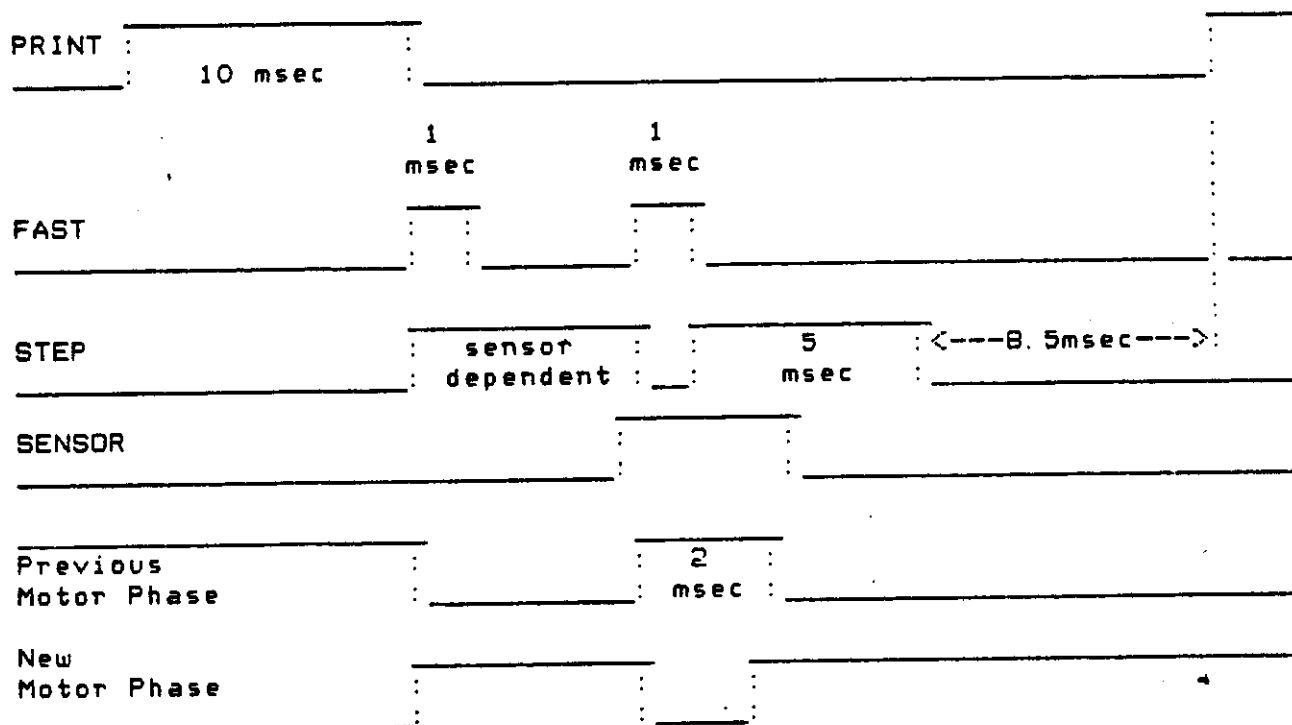 PRINT
10 msec
1 1
msec msec
FAST
STEP
sensor
dependent
5
msec
<---8.5msec--->
SENSOR
Previous
Motor Phase
2
msec
New
Motor Phase